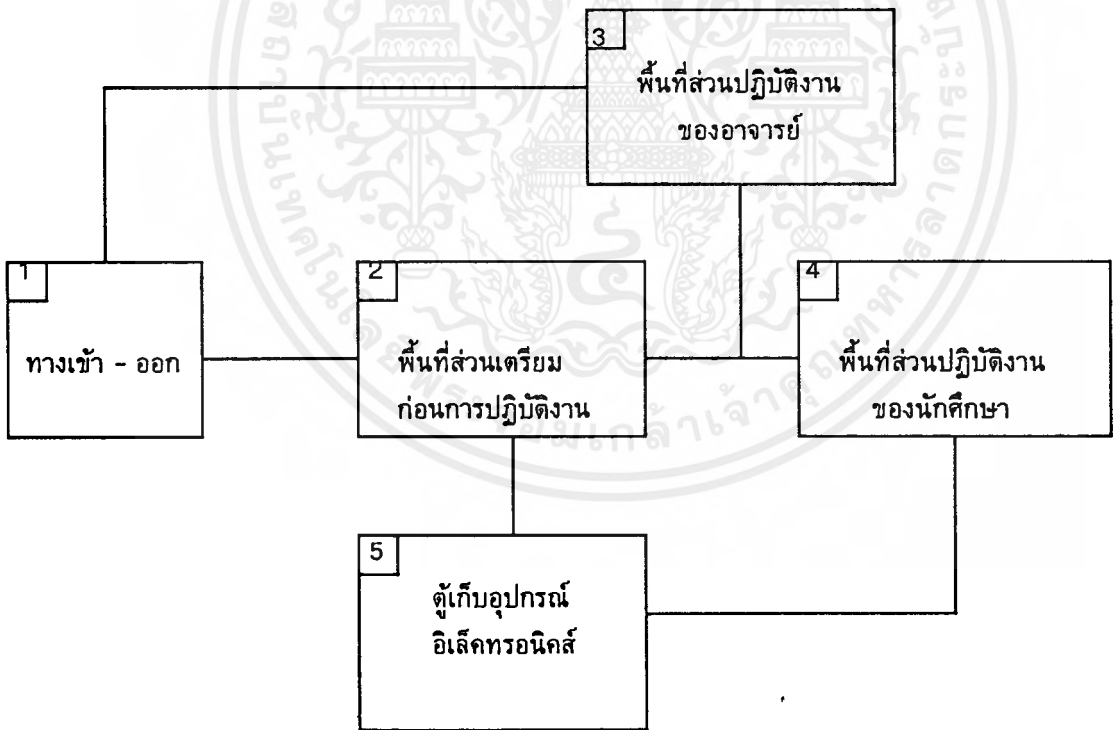 3
พื้นที่ส่วนปฏิบัติงาน
ของอาจารย์
1
ทางเข้า - ออก
2
พื้นที่ส่วนเตรียม
ก่อนการปฏิบัติงาน
4
พื้นที่ส่วนปฏิบัติงาน
ของนักศึกษา
5
ตู้เก็บอุปกรณ์
อิเล็คทรอนิคส์